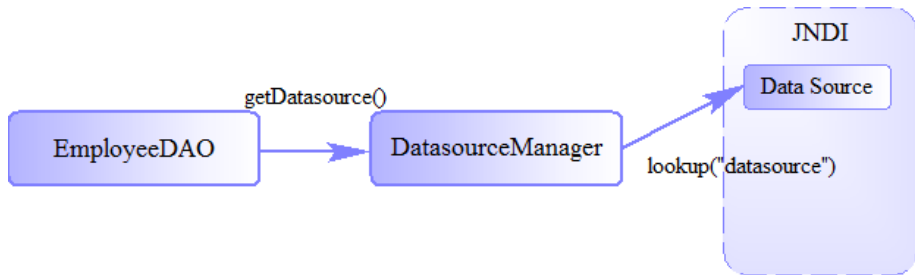 JNDI
Data Source
getDatasource()
EmployeeDAO
DatasourceManager
lookup("datasource")